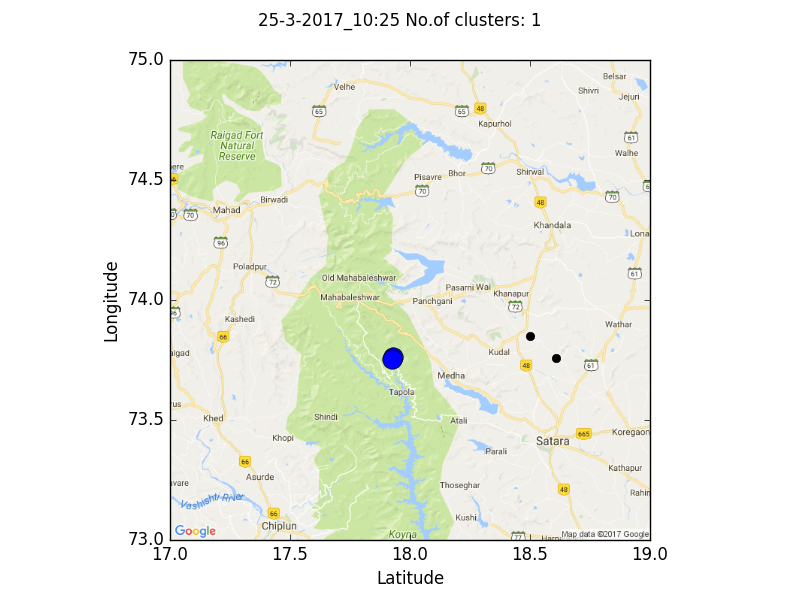 25-3-2017_10:25 No.of clusters: 1
75.0
74.5
74.0
73.5
73.0
17.0
17.5
18.0
18.5
19.0
Longitude
Latitude
Belsar
Velhe
Shivri
Jejuri
65
65
48
Kapurhol
61
Raigad Fort
Natural
Reserve
Walhe
70
Bhor
Shirwal
Pisavre
70
70
Birwadi
48
Mahad
70
Khandala
96
Lona
Poladpur
61
72
Old Mahabaleshwar
Pasarni Wai
Khanapur
Mahabaleshwar
Panchgani
72
Kashedi
Wathar
66
Kudal
48
61
Medha
Tapola
Khed
Shindi
Atali
665
Koregaon
Khopi
Satara
Parali
66
Kathapur
Asurde
Thoseghar
48
Rahin
Vashishti River
66
Kushi
Chiplun
Google
Koyna
77
Map data ©2017 Google